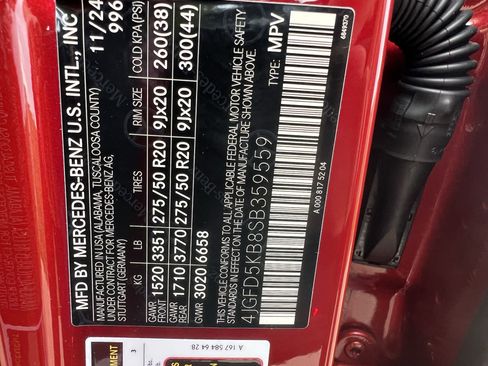 MFD BY MERCEDES-BENZ U.S. INTL., INC
11/24
996
MANUFACTURED IN USA (ALABAMA, TUSCALOOSA COUNTY)
UNDER CONTRACT FOR MERCEDES-BENZ AG,
STUTTGART (GERMANY)
KG LB TIRES RIM SIZE COLD KPA (PSI)
GAWR FRONT 1520 3351 275/50 R20 9Jx20 260(38)
GAWR REAR 1710 3770 275/50 R20 9Jx20 300(44)
GVWR 3020 6658
THIS VEHICLE CONFORMS TO ALL APPLICABLE FEDERAL MOTOR VEHICLE SAFETY
STANDARDS IN EFFECT ON THE DATE OF MANUFACTURE SHOWN ABOVE.
4JGFD5KB8SB359559 TYPE: MPV
A 000 817 52 04
6849370
A 167 584 64 28
3